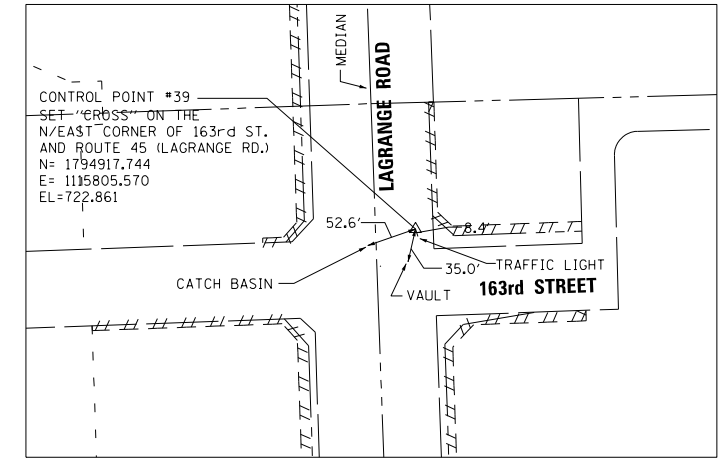 MEDIAN
LAGRANGE ROAD
CONTROL POINT #39
SET "CROSS" ON THE
N/EAST CORNER OF 163rd ST.
AND ROUTE 45 (LAGRANGE RD.)
N= 1794917.744
E= 1115805.570
EL=722.861
52.6'
8.4'
35.0'
TRAFFIC LIGHT
CATCH BASIN
VAULT
163rd STREET